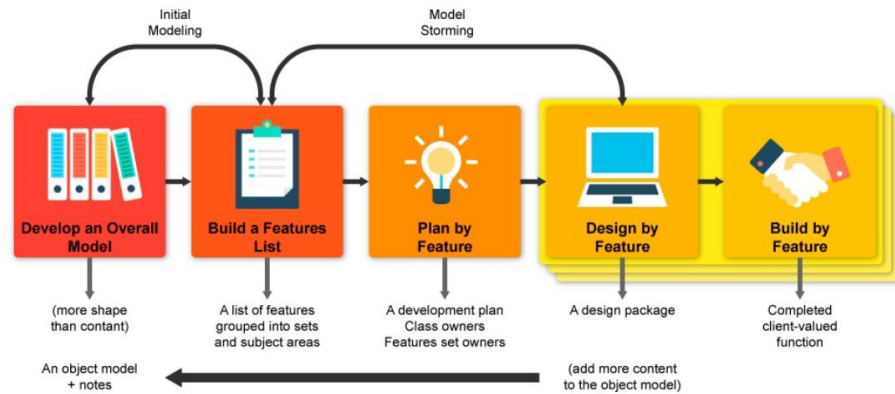 Initial
Modeling
Model
Storming
Develop an Overall
Model
Build a Features
List
Plan by
Feature
Design by
Feature
Build by
Feature
(more shape
than contant)
A list of features
grouped into sets
and subject areas
A development plan
Class owners
Features set owners
A design package
Completed
client-valued
function
An object model
+ notes
(add more content
to the object model)